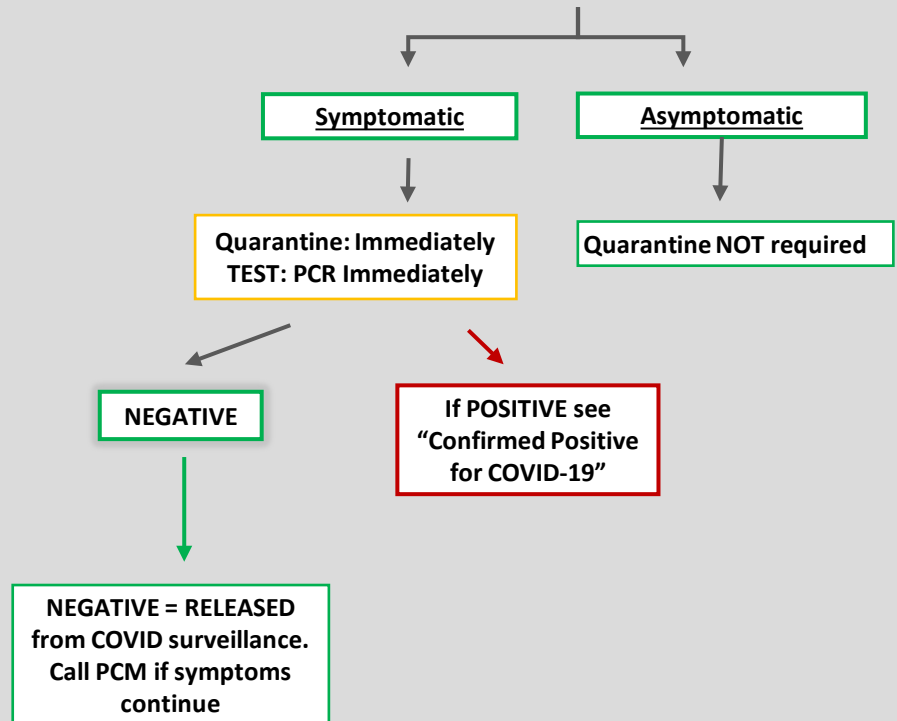 Symptomatic
Asymptomatic
Quarantine: Immediately
TEST: PCR Immediately
Quarantine NOT required
NEGATIVE
If POSITIVE see
“Confirmed Positive
for COVID-19”
NEGATIVE = RELEASED
from COVID surveillance.
Call PCM if symptoms
continue